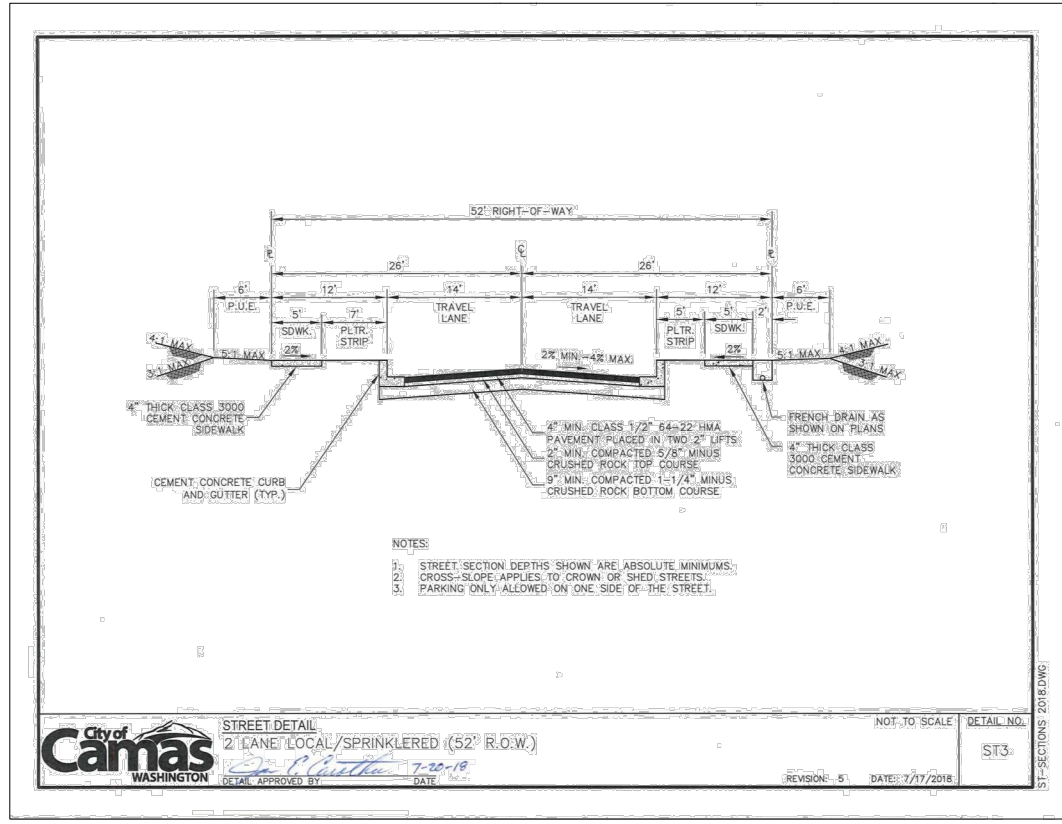 52' RIGHT-OF-WAY
℄
26' 26'
6' 12' 14' 14' 12' 6'
P.U.E. TRAVEL LANE TRAVEL LANE P.U.E.
5' 7' 5' 5' 2'
SDWK. PLTR. STRIP PLTR. STRIP SDWK.
4:1 MAX 5:1 MAX 2% 2% MIN.-4% MAX. 2% 5:1 MAX 4:1 MAX
3:1 MAX 3:1 MAX
4" THICK CLASS 3000
CEMENT CONCRETE
SIDEWALK
CEMENT CONCRETE CURB
AND GUTTER (TYP.)
4" MIN. CLASS 1/2" 64-22 HMA
PAVEMENT PLACED IN TWO 2" LIFTS
2" MIN. COMPACTED 5/8" MINUS
CRUSHED ROCK TOP COURSE
9" MIN. COMPACTED 1-1/4" MINUS
CRUSHED ROCK BOTTOM COURSE
FRENCH DRAIN AS
SHOWN ON PLANS
4" THICK CLASS
3000 CEMENT
CONCRETE SIDEWALK
NOTES:
1. STREET SECTION DEPTHS SHOWN ARE ABSOLUTE MINIMUMS.
2. CROSS-SLOPE APPLIES TO CROWN OR SHED STREETS.
3. PARKING ONLY ALLOWED ON ONE SIDE OF THE STREET.
City of
Camas
WASHINGTON
STREET DETAIL
2 LANE LOCAL/SPRINKLERED (52' R.O.W.)
7-20-18
DETAIL APPROVED BY DATE
NOT TO SCALE
REVISION: 5 DATE: 7/17/2018
DETAIL NO.
ST3
ST-SECTIONS 2018.DWG